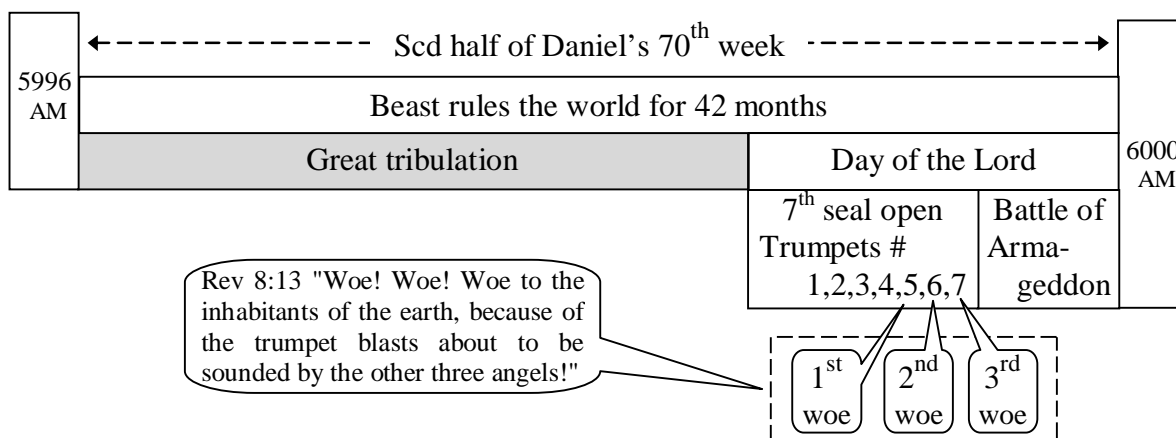 Scd half of Daniel's 70th week
5996
AM
Beast rules the world for 42 months
Great tribulation
Day of the Lord
6000
AM
7th seal open
Trumpets #
1,2,3,4,5,6,7
Battle of
Arma-
geddon
Rev 8:13 "Woe! Woe! Woe to the
inhabitants of the earth, because of
the trumpet blasts about to be
sounded by the other three angels!"
1st
woe
2nd
woe
3rd
woe